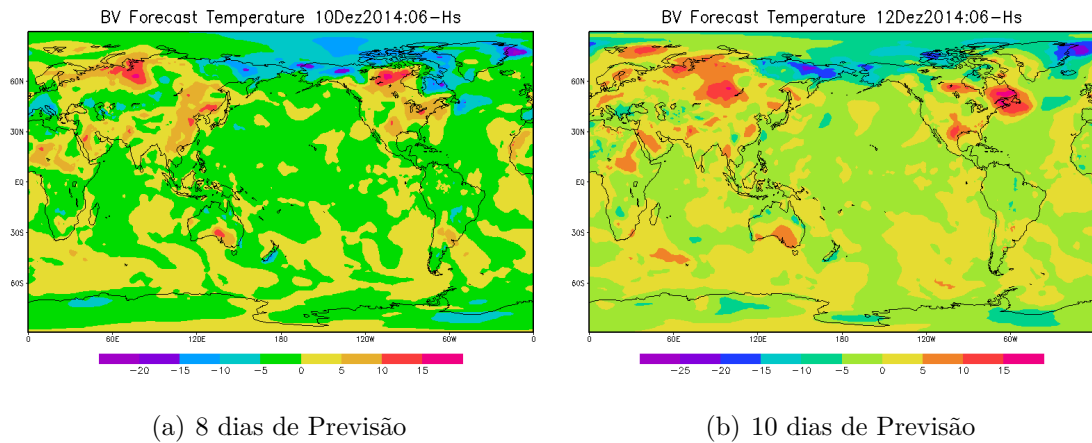 BV Forecast Temperature 10Dez2014:06-Hs
60N
30N
EQ
30S
60S
0 60E 120E 180 120W 60W 0
-20 -15 -10 -5 0 5 10 15
(a) 8 dias de Previsão
BV Forecast Temperature 12Dez2014:06-Hs
60N
30N
EQ
30S
60S
0 60E 120E 180 120W 60W
-25 -20 -15 -10 -5 0 5 10
(b) 10 dias de Previsão